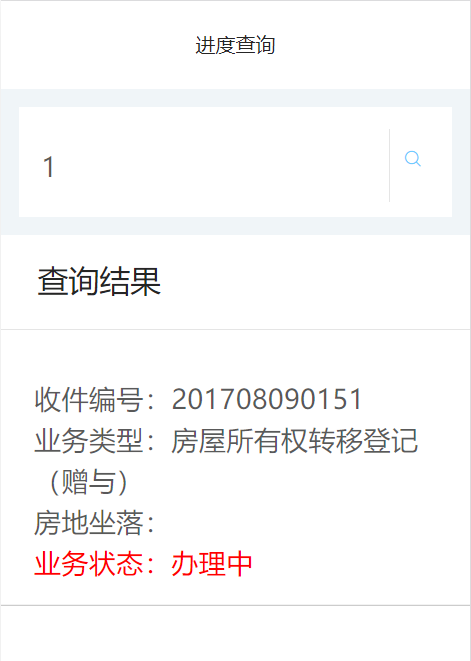 进度查询
1
查询结果
收件编号：201708090151
业务类型：房屋所有权转移登记
（赠与）
房地坐落：
业务状态：办理中